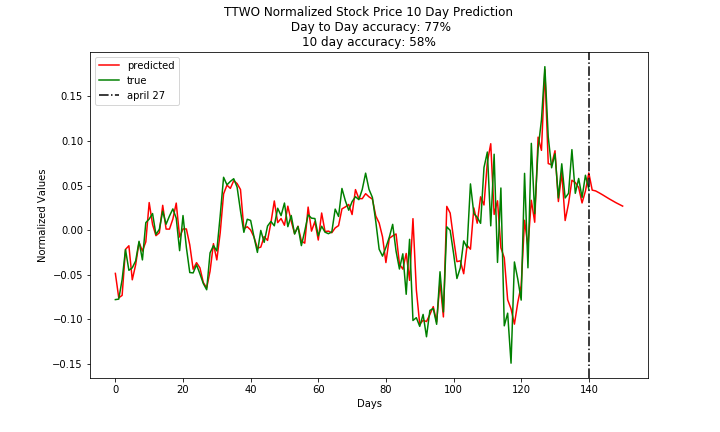 TTWO Normalized Stock Price 10 Day Prediction
Day to Day accuracy: 77%
10 day accuracy: 58%
predicted
true
april 27
0.15
0.10
0.05
0.00
−0.05
−0.10
−0.15
Normalized Values
0 20 40 60 80 100 120 140
Days